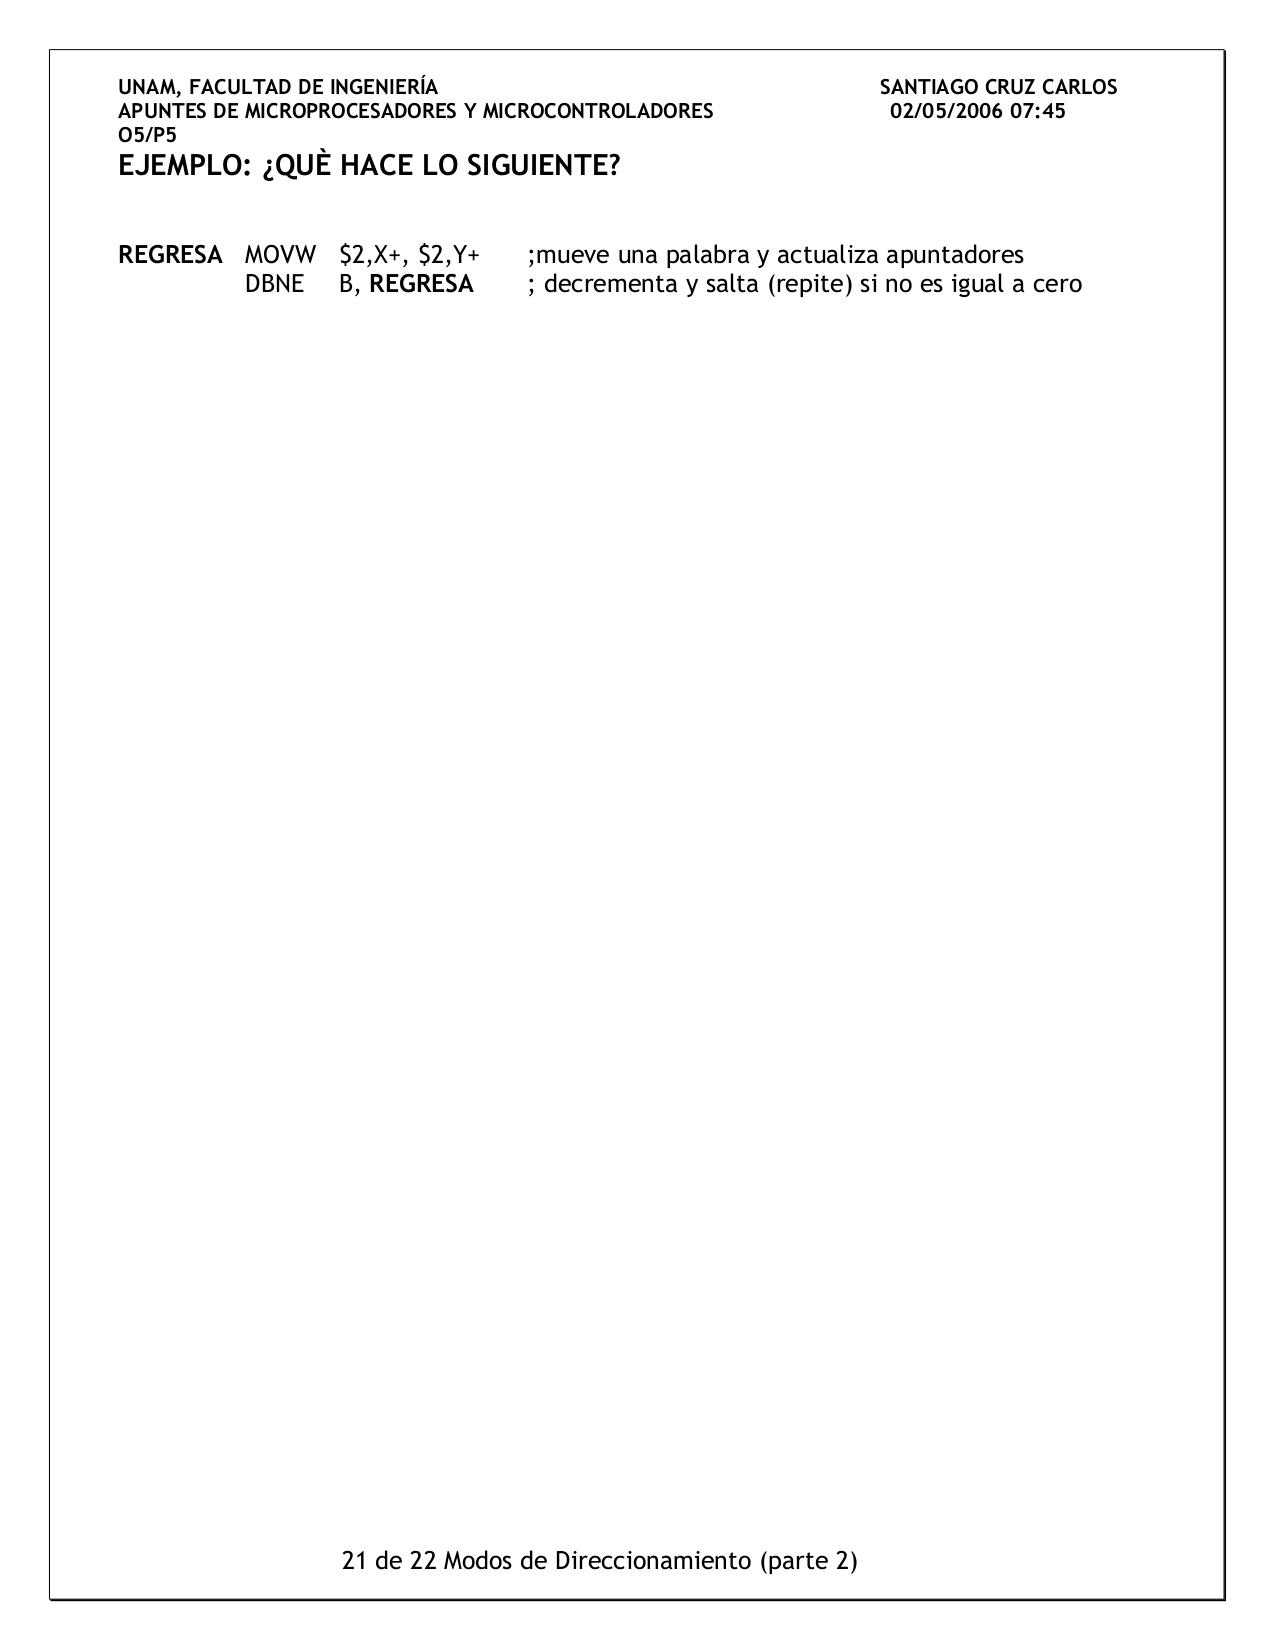 UNAM, FACULTAD DE INGENIERÍA SANTIAGO CRUZ CARLOS
APUNTES DE MICROPROCESADORES Y MICROCONTROLADORES 02/05/2006 07:45
O5/P5
EJEMPLO: ¿QUÈ HACE LO SIGUIENTE?
REGRESA MOVW $2,X+, $2,Y+ ;mueve una palabra y actualiza apuntadores
DBNE B, REGRESA ; decrementa y salta (repite) si no es igual a cero
21 de 22 Modos de Direccionamiento (parte 2)